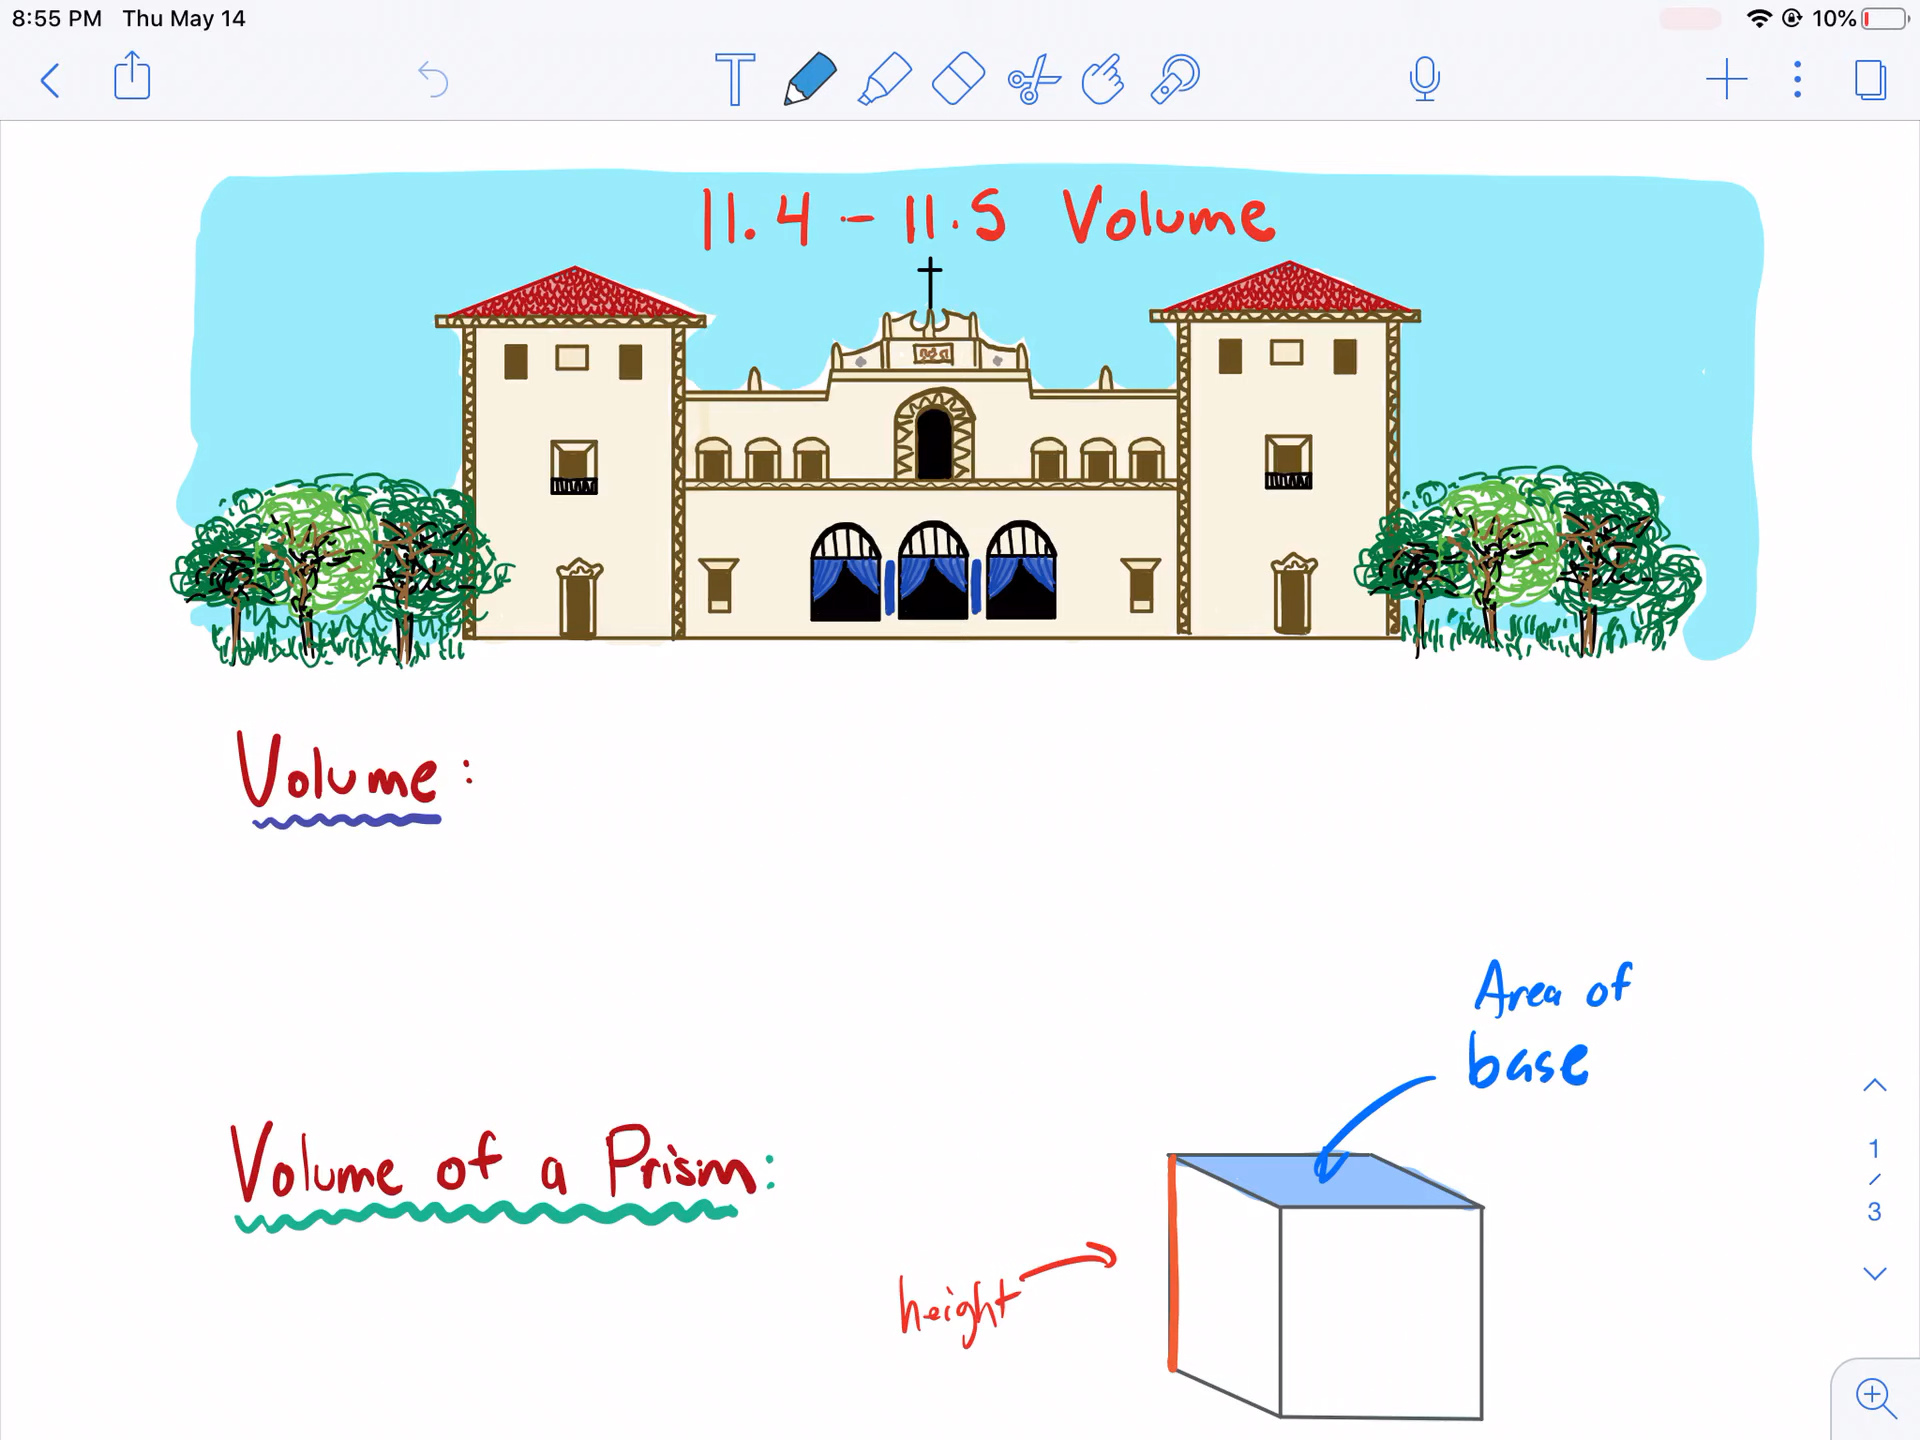 8:55 PM Thu May 14
10%
T
11.4 - 11.5 Volume
Volume:
Area of
base
Volume of a Prism:
height
1
/
3